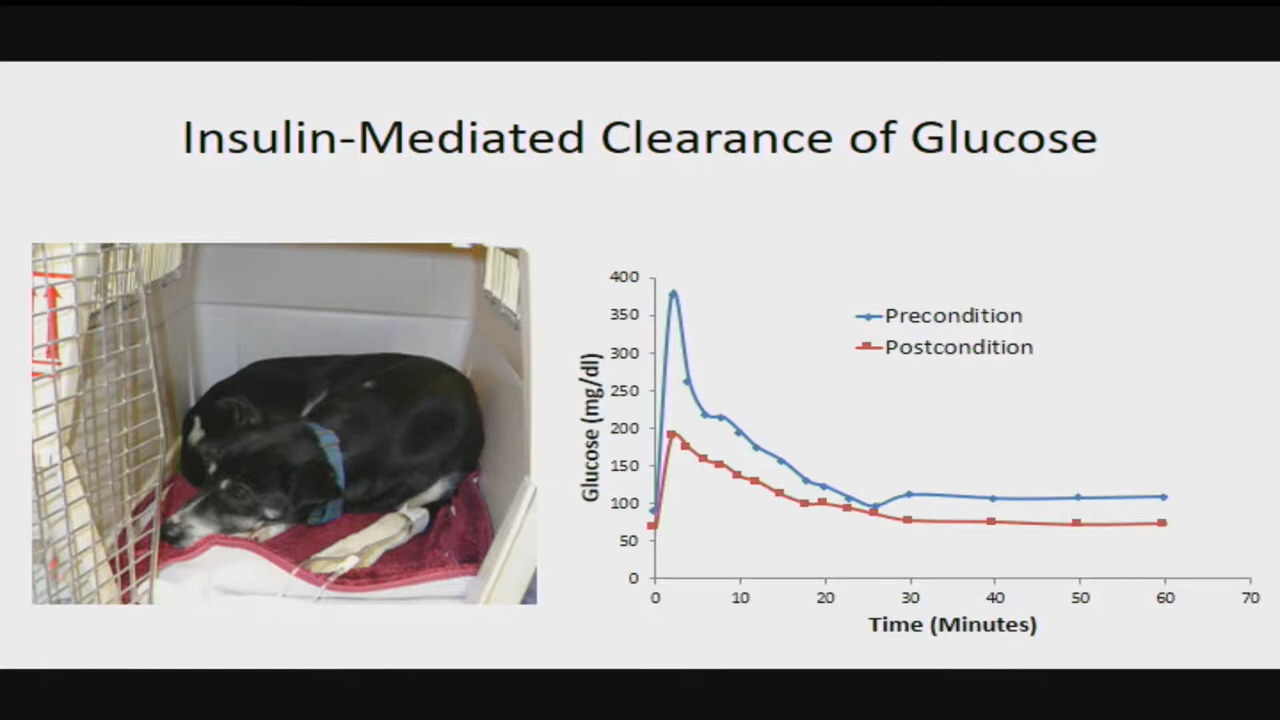 Insulin-Mediated Clearance of Glucose
400
350
300
250
200
150
100
50
0
Glucose (mg/dl)
Precondition
Postcondition
0 10 20 30 40 50 60 70
Time (Minutes)